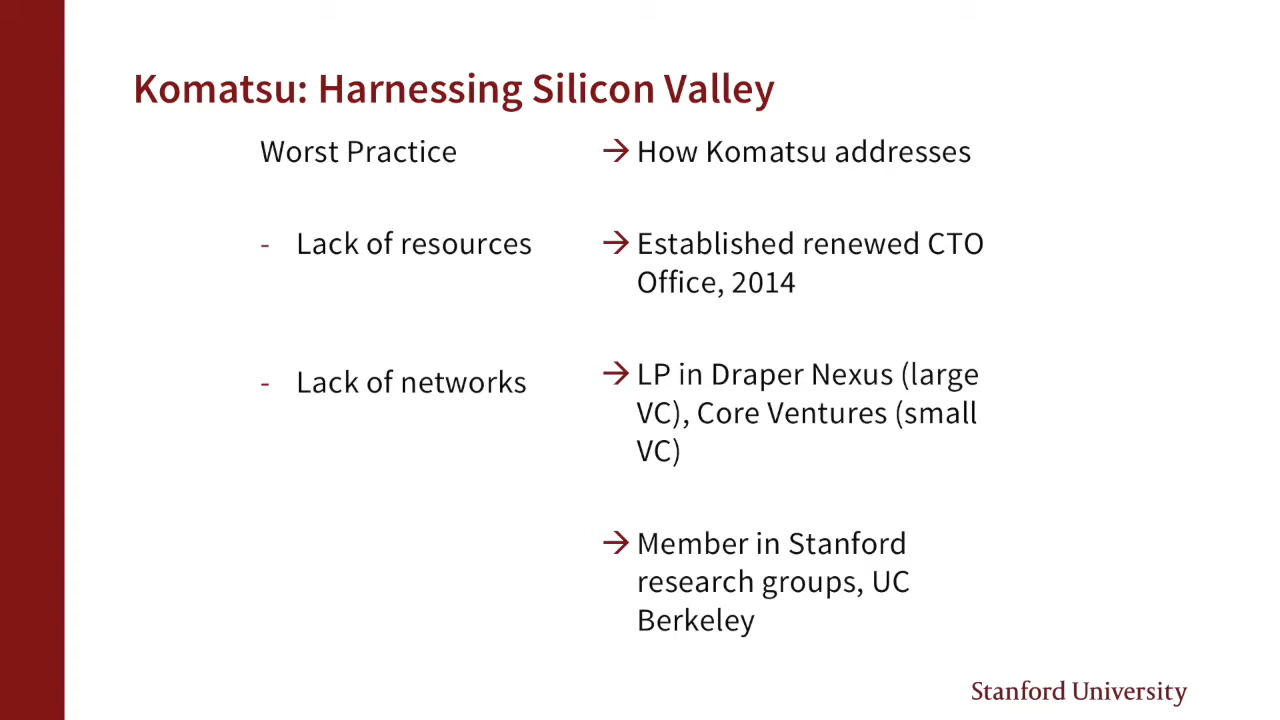 Komatsu: Harnessing Silicon Valley
Worst Practice
→ How Komatsu addresses
- Lack of resources
→ Established renewed CTO
Office, 2014
- Lack of networks
→ LP in Draper Nexus (large
VC), Core Ventures (small
VC)
→ Member in Stanford
research groups, UC
Berkeley
Stanford University